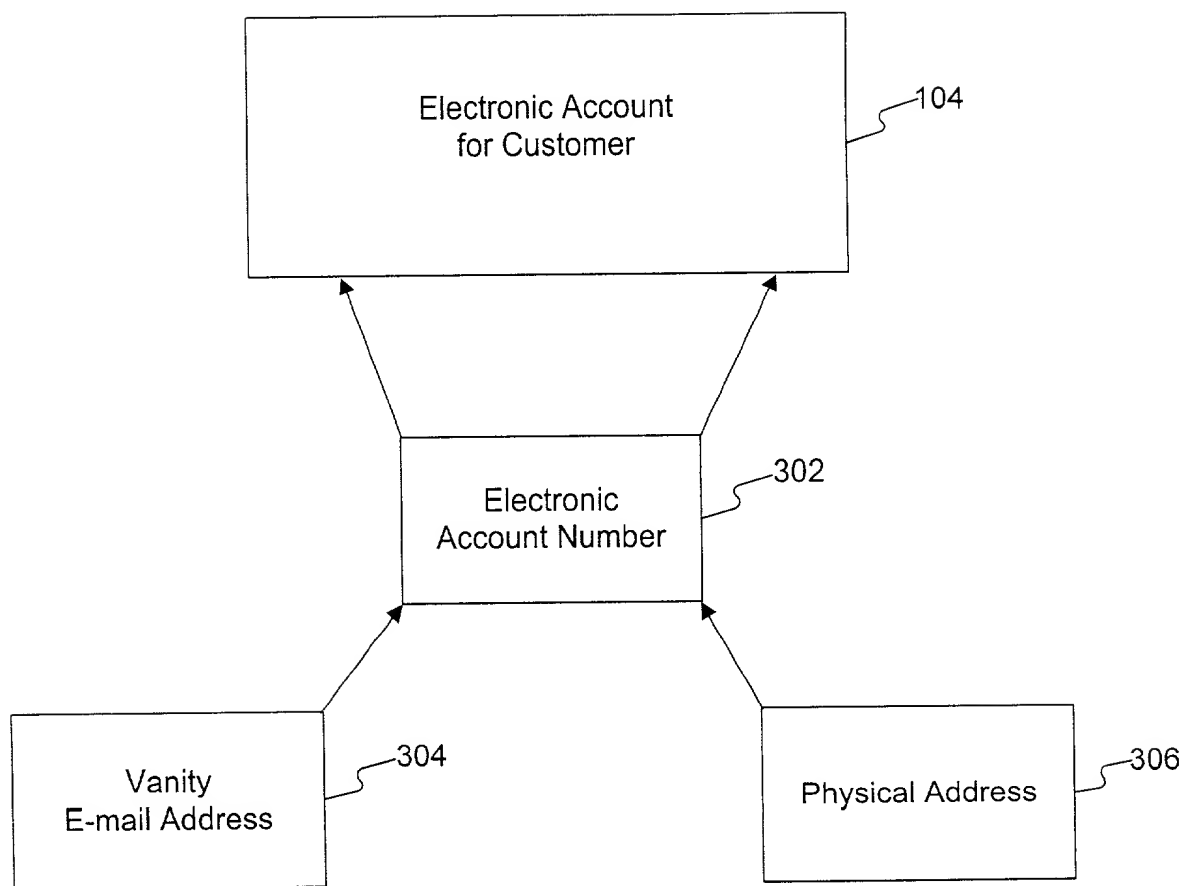 Electronic Account
for Customer
104
Electronic
Account Number
302
Vanity
E-mail Address
304
Physical Address
306